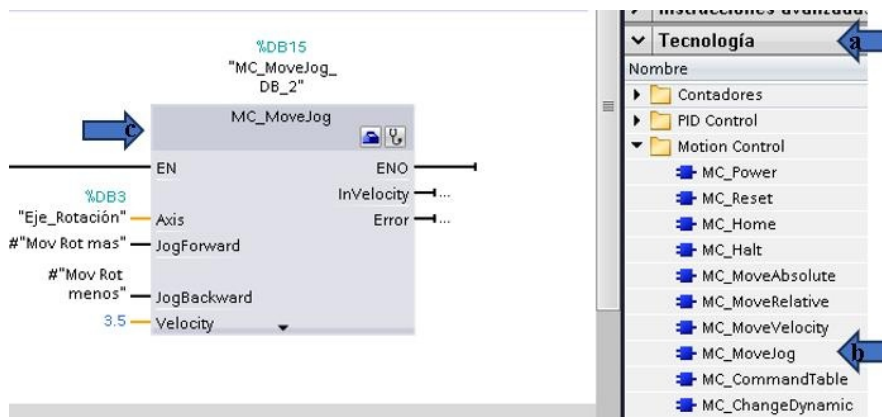 %DB15
"MC_MoveJog_
DB_2"
MC_MoveJog
c
EN
ENO
InVelocity
...
%DB3
"Eje_Rotación"
Axis
Error
...
#"Mov Rot mas"
JogForward
#"Mov Rot
menos"
JogBackward
3.5
Velocity
Instrucciones avanzadas
Tecnología
a
Nombre
Contadores
PID Control
Motion Control
MC_Power
MC_Reset
MC_Home
MC_Halt
MC_MoveAbsolute
MC_MoveRelative
MC_MoveVelocity
MC_MoveJog
b
MC_CommandTable
MC_ChangeDynamic